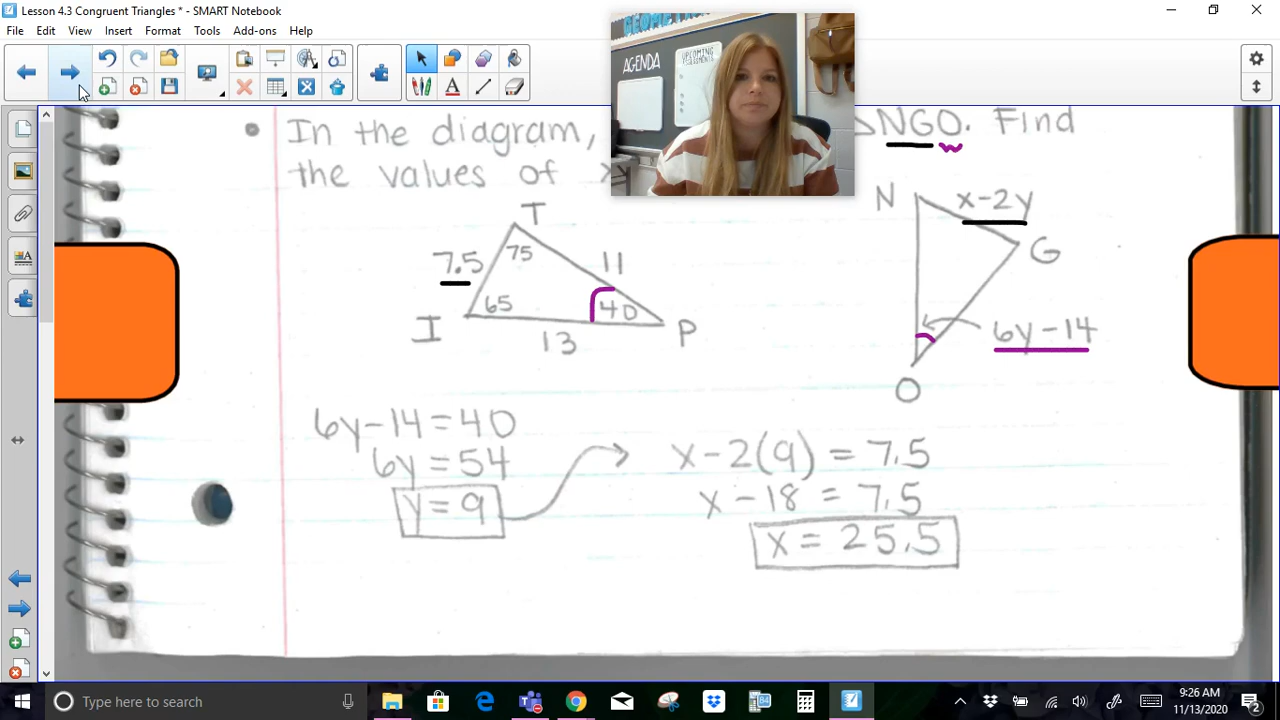 Lesson 4.3 Congruent Triangles * - SMART Notebook
File Edit View Insert Format Tools Add-ons Help
AGENDA
UPCOMING
In the diagram,
NGO. Find
the values of
T
7.5
75
11
65
40
I
13
P
N
x-2y
G
6y-14
O
6y-14=40
6y=54
y=9
x-2(9)=7.5
x-18=7.5
x=25.5
Type here to search
9:26 AM
11/13/2020
2